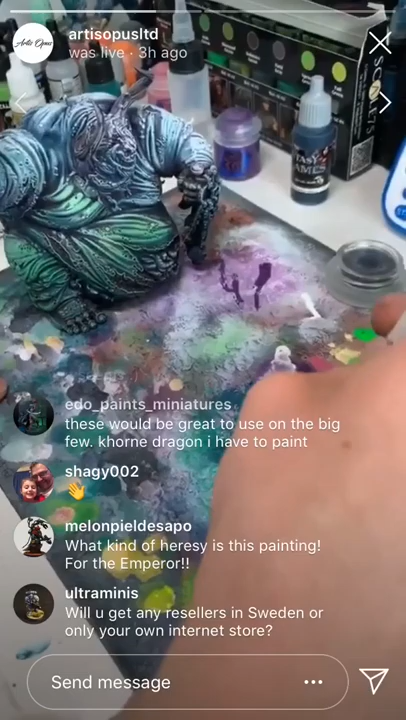 Artis Opus
artisopusltd
was live · 3h ago
edo_paints_miniatures
these would be great to use on the big
few. khorne dragon i have to paint
shagy002
👋
melonpieldesapo
What kind of heresy is this painting!
For the Emperor!!
ultraminis
Will u get any resellers in Sweden or
only your own internet store?
Send message